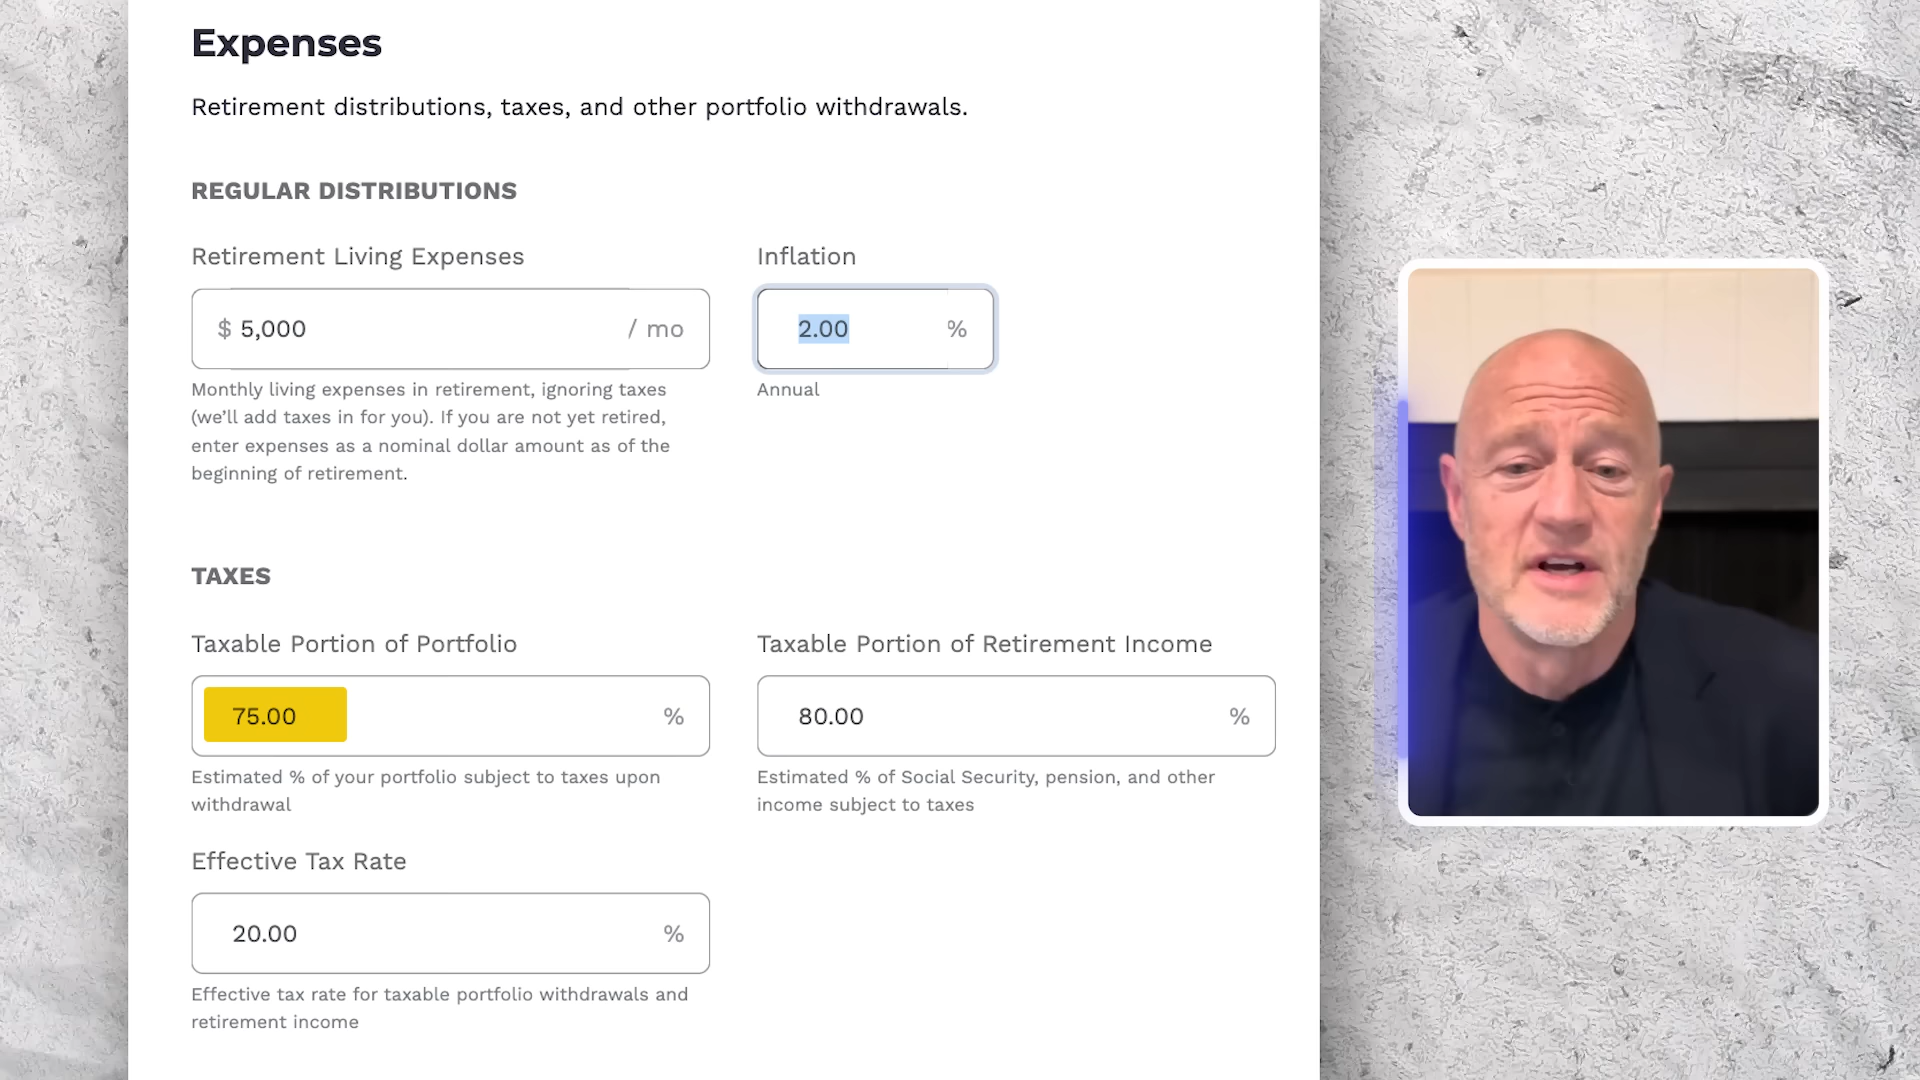 Expenses
Retirement distributions, taxes, and other portfolio withdrawals.
REGULAR DISTRIBUTIONS
Retirement Living Expenses
$ 5,000 / mo
Monthly living expenses in retirement, ignoring taxes
(we’ll add taxes in for you). If you are not yet retired,
enter expenses as a nominal dollar amount as of the
beginning of retirement.
Inflation
2.00 %
Annual
TAXES
Taxable Portion of Portfolio
75.00 %
Estimated % of your portfolio subject to taxes upon
withdrawal
Taxable Portion of Retirement Income
80.00 %
Estimated % of Social Security, pension, and other
income subject to taxes
Effective Tax Rate
20.00 %
Effective tax rate for taxable portfolio withdrawals and
retirement income